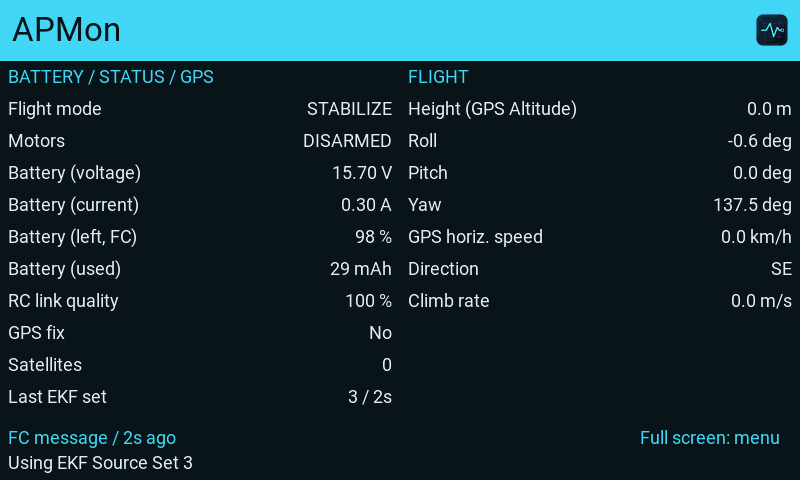 APMon
BATTERY / STATUS / GPS
Flight mode STABILIZE
Motors DISARMED
Battery (voltage) 15.70 V
Battery (current) 0.30 A
Battery (left, FC) 98 %
Battery (used) 29 mAh
RC link quality 100 %
GPS fix No
Satellites 0
Last EKF set 3 / 2s
FLIGHT
Height (GPS Altitude) 0.0 m
Roll -0.6 deg
Pitch 0.0 deg
Yaw 137.5 deg
GPS horiz. speed 0.0 km/h
Direction SE
Climb rate 0.0 m/s
FC message / 2s ago
Using EKF Source Set 3
Full screen: menu